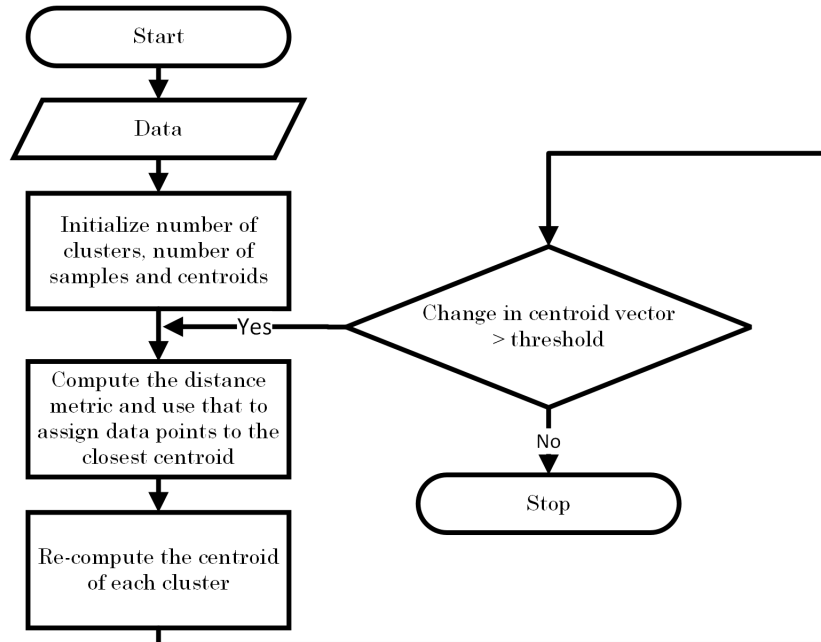 Start
Data
Initialize number of
clusters, number of
samples and centroids
Yes
Change in centroid vector
> threshold
Compute the distance
metric and use that to
assign data points to the
closest centroid
No
Stop
Re-compute the centroid
of each cluster